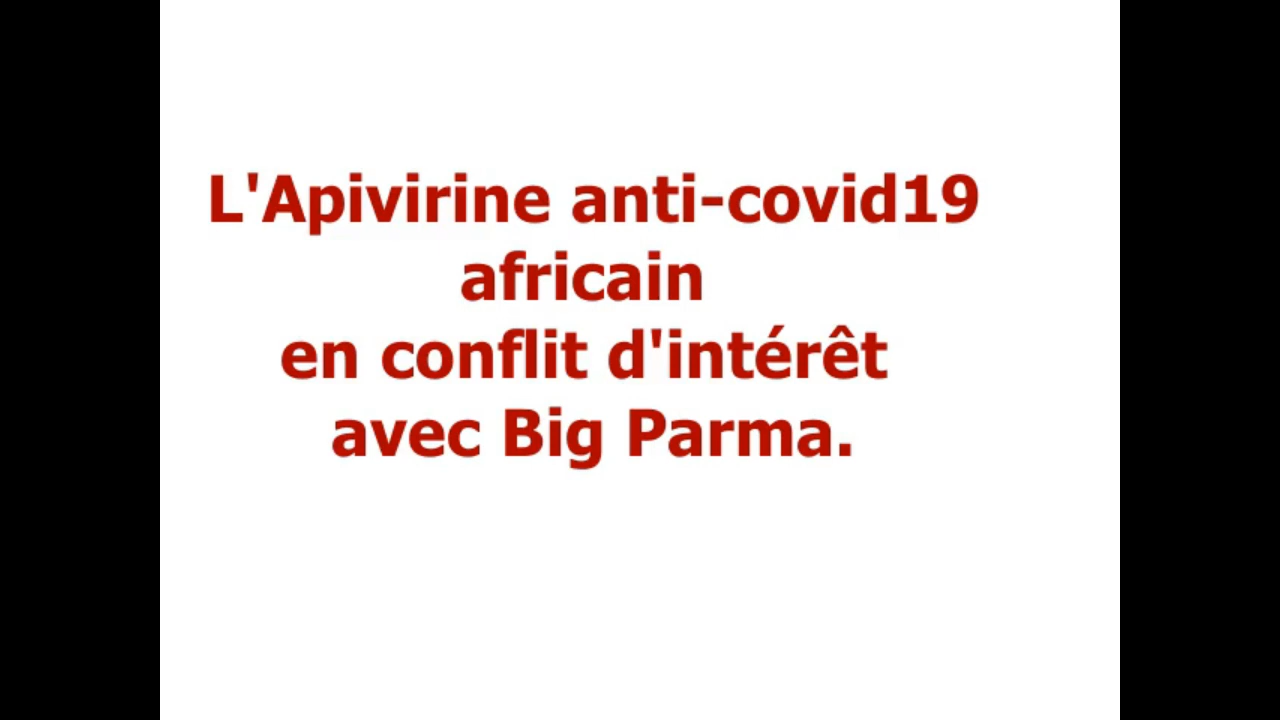 L'Apivirine anti-covid19
africain
en conflit d'intérêt
avec Big Parma.